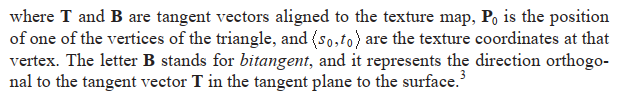 where T and B are tangent vectors aligned to the texture map, P₀ is the position
of one of the vertices of the triangle, and ⟨s₀,t₀⟩ are the texture coordinates at that
vertex. The letter B stands for bitangent, and it represents the direction orthogo-
nal to the tangent vector T in the tangent plane to the surface.³